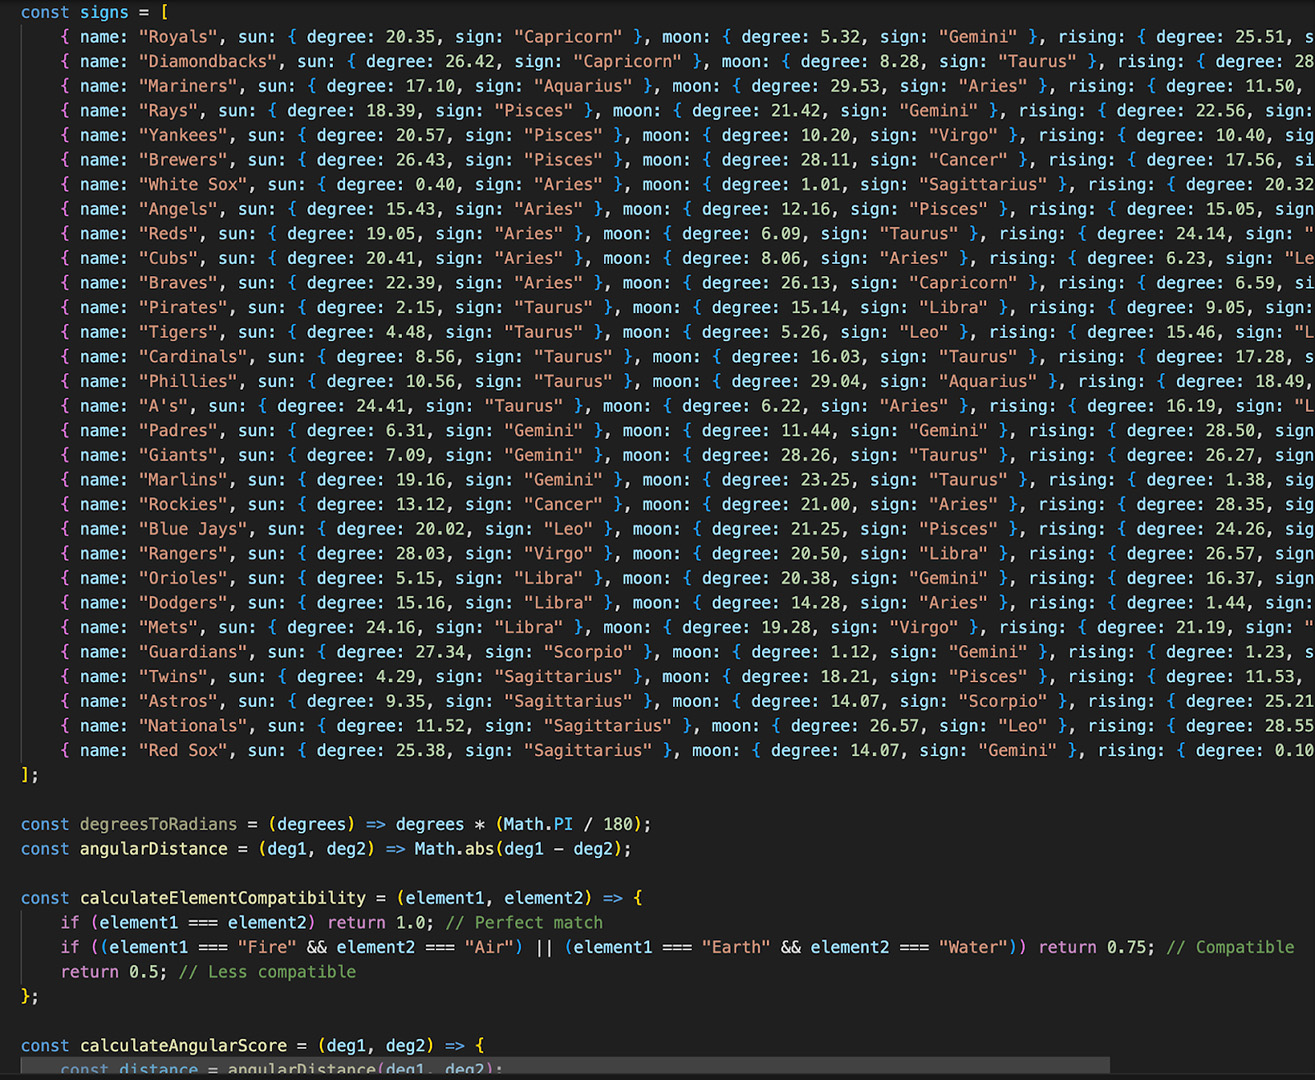 const signs = [
{ name: "Royals", sun: { degree: 20.35, sign: "Capricorn" }, moon: { degree: 5.32, sign: "Gemini" }, rising: { degree: 25.51, s
{ name: "Diamondbacks", sun: { degree: 26.42, sign: "Capricorn" }, moon: { degree: 8.28, sign: "Taurus" }, rising: { degree: 28
{ name: "Mariners", sun: { degree: 17.10, sign: "Aquarius" }, moon: { degree: 29.53, sign: "Aries" }, rising: { degree: 11.50,
{ name: "Rays", sun: { degree: 18.39, sign: "Pisces" }, moon: { degree: 21.42, sign: "Gemini" }, rising: { degree: 22.56, sign:
{ name: "Yankees", sun: { degree: 20.57, sign: "Pisces" }, moon: { degree: 10.20, sign: "Virgo" }, rising: { degree: 10.40, sig
{ name: "Brewers", sun: { degree: 26.43, sign: "Pisces" }, moon: { degree: 28.11, sign: "Cancer" }, rising: { degree: 17.56, si
{ name: "White Sox", sun: { degree: 0.40, sign: "Aries" }, moon: { degree: 1.01, sign: "Sagittarius" }, rising: { degree: 20.32
{ name: "Angels", sun: { degree: 15.43, sign: "Aries" }, moon: { degree: 12.16, sign: "Pisces" }, rising: { degree: 15.05, sign
{ name: "Reds", sun: { degree: 19.05, sign: "Aries" }, moon: { degree: 6.09, sign: "Taurus" }, rising: { degree: 24.14, sign: "
{ name: "Cubs", sun: { degree: 20.41, sign: "Aries" }, moon: { degree: 8.06, sign: "Aries" }, rising: { degree: 6.23, sign: "Le
{ name: "Braves", sun: { degree: 22.39, sign: "Aries" }, moon: { degree: 26.13, sign: "Capricorn" }, rising: { degree: 6.59, si
{ name: "Pirates", sun: { degree: 2.15, sign: "Taurus" }, moon: { degree: 15.14, sign: "Libra" }, rising: { degree: 9.05, sign:
{ name: "Tigers", sun: { degree: 4.48, sign: "Taurus" }, moon: { degree: 5.26, sign: "Leo" }, rising: { degree: 15.46, sign: "L
{ name: "Cardinals", sun: { degree: 8.56, sign: "Taurus" }, moon: { degree: 16.03, sign: "Taurus" }, rising: { degree: 17.28, s
{ name: "Phillies", sun: { degree: 10.56, sign: "Taurus" }, moon: { degree: 29.04, sign: "Aquarius" }, rising: { degree: 18.49,
{ name: "A's", sun: { degree: 24.41, sign: "Taurus" }, moon: { degree: 6.22, sign: "Aries" }, rising: { degree: 16.19, sign: "L
{ name: "Padres", sun: { degree: 6.31, sign: "Gemini" }, moon: { degree: 11.44, sign: "Gemini" }, rising: { degree: 28.50, sign
{ name: "Giants", sun: { degree: 7.09, sign: "Gemini" }, moon: { degree: 28.26, sign: "Taurus" }, rising: { degree: 26.27, sign
{ name: "Marlins", sun: { degree: 19.16, sign: "Gemini" }, moon: { degree: 23.25, sign: "Taurus" }, rising: { degree: 1.38, sig
{ name: "Rockies", sun: { degree: 13.12, sign: "Cancer" }, moon: { degree: 21.00, sign: "Aries" }, rising: { degree: 28.35, sig
{ name: "Blue Jays", sun: { degree: 20.02, sign: "Leo" }, moon: { degree: 21.25, sign: "Pisces" }, rising: { degree: 24.26, sig
{ name: "Rangers", sun: { degree: 28.03, sign: "Virgo" }, moon: { degree: 20.50, sign: "Libra" }, rising: { degree: 26.57, sign
{ name: "Orioles", sun: { degree: 5.15, sign: "Libra" }, moon: { degree: 20.38, sign: "Gemini" }, rising: { degree: 16.37, sign
{ name: "Dodgers", sun: { degree: 15.16, sign: "Libra" }, moon: { degree: 14.28, sign: "Aries" }, rising: { degree: 1.44, sign:
{ name: "Mets", sun: { degree: 24.16, sign: "Libra" }, moon: { degree: 19.28, sign: "Virgo" }, rising: { degree: 21.19, sign: "
{ name: "Guardians", sun: { degree: 27.34, sign: "Scorpio" }, moon: { degree: 1.12, sign: "Gemini" }, rising: { degree: 1.23, s
{ name: "Twins", sun: { degree: 4.29, sign: "Sagittarius" }, moon: { degree: 18.21, sign: "Pisces" }, rising: { degree: 11.53,
{ name: "Astros", sun: { degree: 9.35, sign: "Sagittarius" }, moon: { degree: 14.07, sign: "Scorpio" }, rising: { degree: 25.21
{ name: "Nationals", sun: { degree: 11.52, sign: "Sagittarius" }, moon: { degree: 26.57, sign: "Leo" }, rising: { degree: 28.55
{ name: "Red Sox", sun: { degree: 25.38, sign: "Sagittarius" }, moon: { degree: 14.07, sign: "Gemini" }, rising: { degree: 0.10
];
const degreesToRadians = (degrees) => degrees * (Math.PI / 180);
const angularDistance = (deg1, deg2) => Math.abs(deg1 - deg2);
const calculateElementCompatibility = (element1, element2) => {
if (element1 === element2) return 1.0; // Perfect match
if ((element1 === "Fire" && element2 === "Air") || (element1 === "Earth" && element2 === "Water")) return 0.75; // Compatible
return 0.5; // Less compatible
};
const calculateAngularScore = (deg1, deg2) => {
const distance = angularDistance(deg1, deg2);